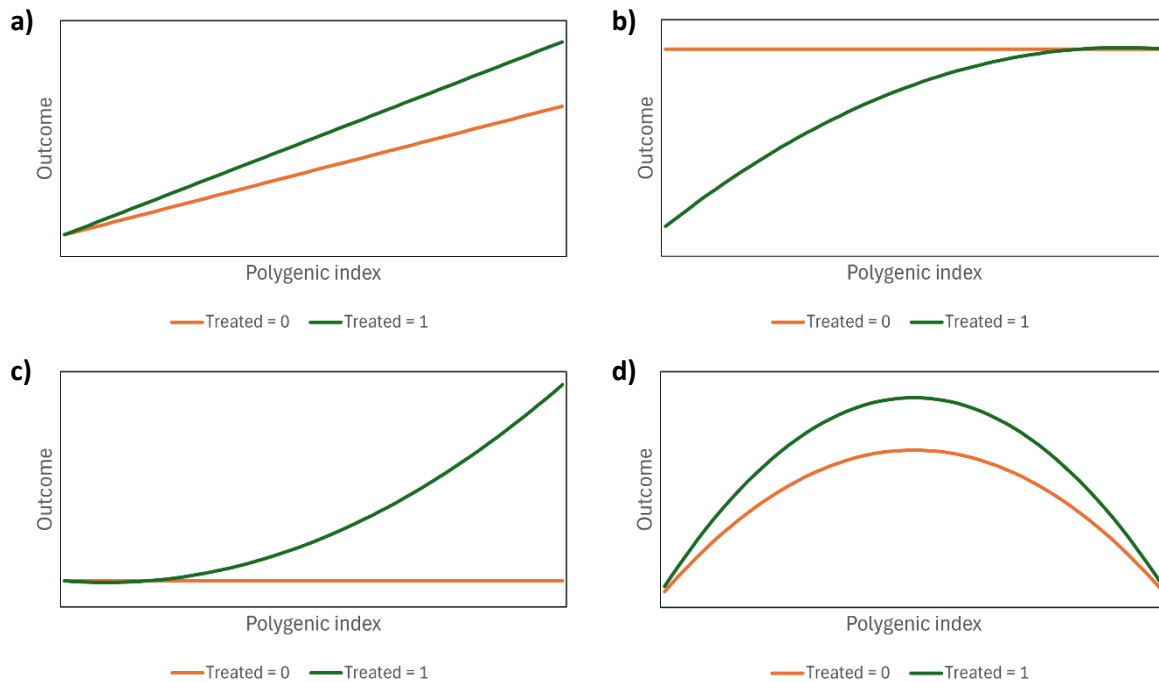 a)
Outcome
Polygenic index
Treated = 0 Treated = 1
b)
Outcome
Polygenic index
Treated = 0 Treated = 1
c)
Outcome
Polygenic index
Treated = 0 Treated = 1
d)
Outcome
Polygenic index
Treated = 0 Treated = 1